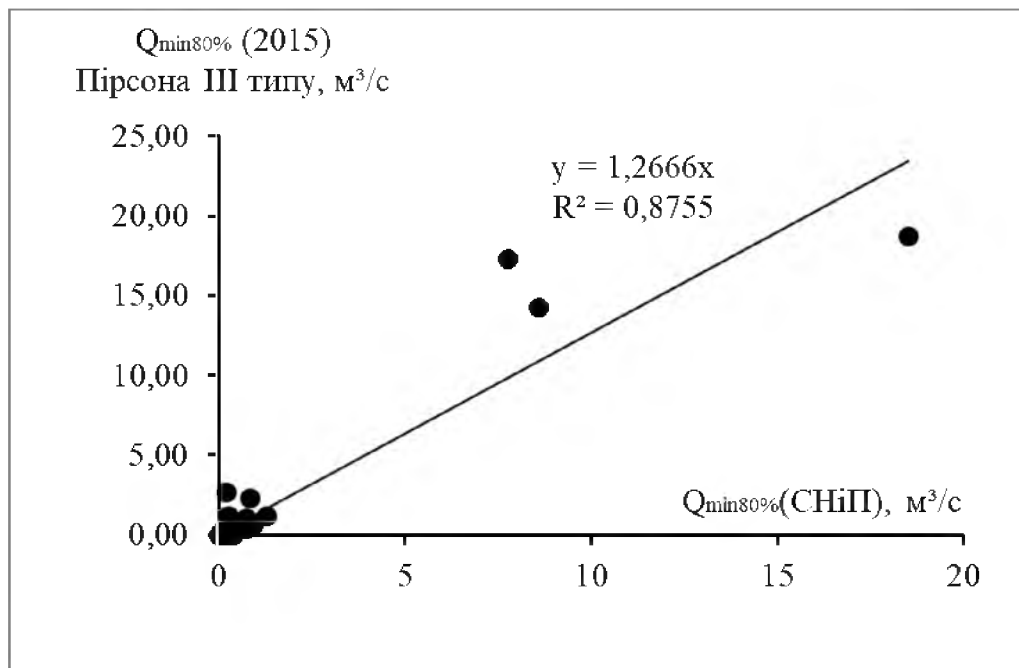 Qmin80% (2015)
Пірсона III типу, м³/с
25,00
20,00
15,00
10,00
5,00
0,00
y = 1,2666x
R² = 0,8755
Qmin80%(СНіП), м³/с
0
5
10
15
20